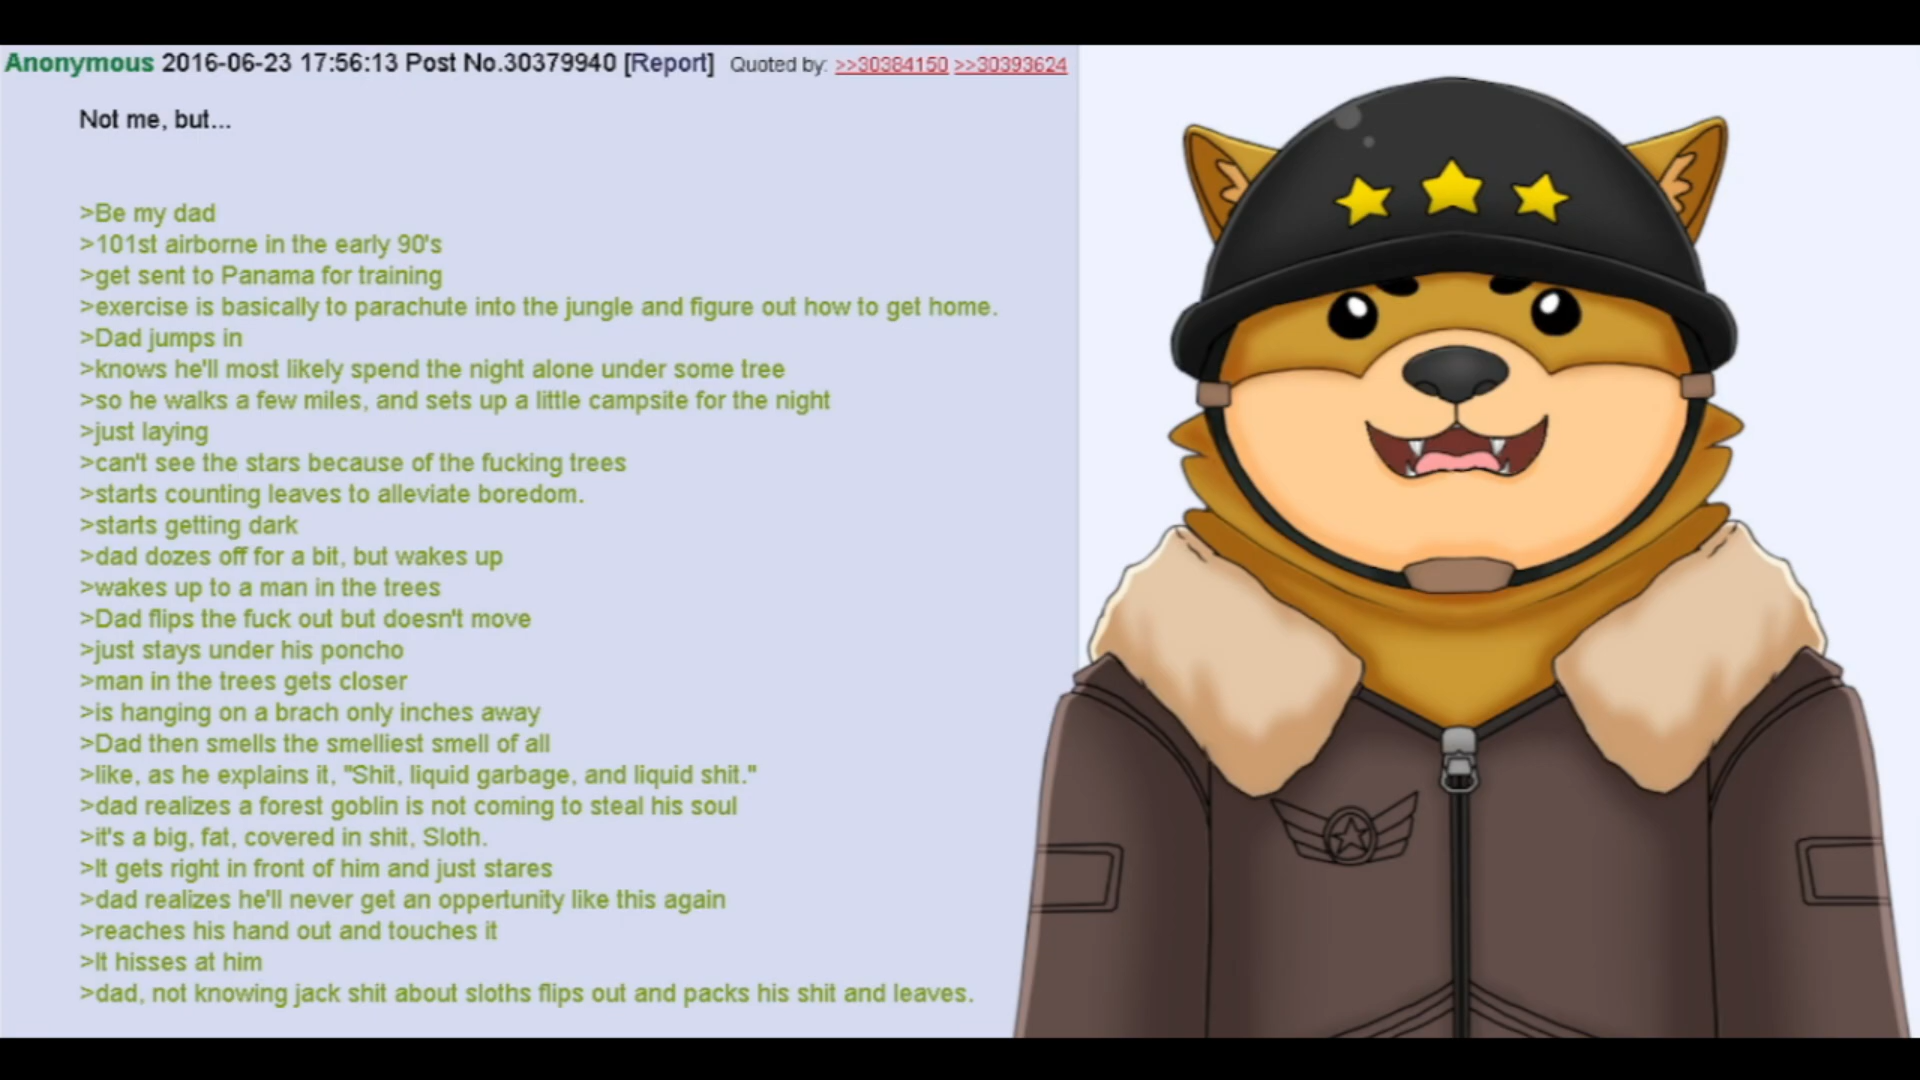 Anonymous 2016-06-23 17:56:13 Post No.30379940 [Report] Quoted by: >>30384150 >>30393624
Not me, but...
>Be my dad
>101st airborne in the early 90's
>get sent to Panama for training
>exercise is basically to parachute into the jungle and figure out how to get home.
>Dad jumps in
>knows he'll most likely spend the night alone under some tree
>so he walks a few miles, and sets up a little campsite for the night
>just laying
>can't see the stars because of the fucking trees
>starts counting leaves to alleviate boredom.
>starts getting dark
>dad dozes off for a bit, but wakes up
>wakes up to a man in the trees
>Dad flips the fuck out but doesn't move
>just stays under his poncho
>man in the trees gets closer
>is hanging on a brach only inches away
>Dad then smells the smelliest smell of all
>like, as he explains it, "Shit, liquid garbage, and liquid shit."
>dad realizes a forest goblin is not coming to steal his soul
>it's a big, fat, covered in shit, Sloth.
>It gets right in front of him and just stares
>dad realizes he'll never get an oppertunity like this again
>reaches his hand out and touches it
>It hisses at him
>dad, not knowing jack shit about sloths flips out and packs his shit and leaves.